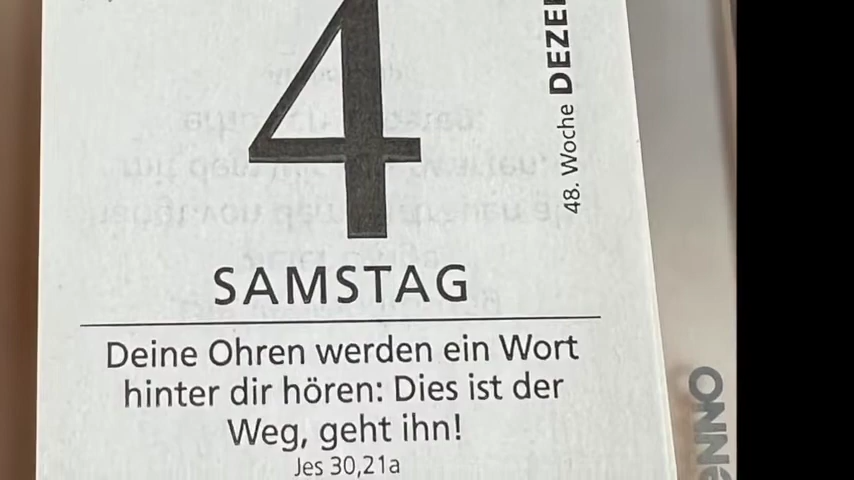 4
48. Woche DEZE
SAMSTAG
Deine Ohren werden ein Wort
hinter dir hören: Dies ist der
Weg, geht ihn!
Jes 30,21a
eNNO